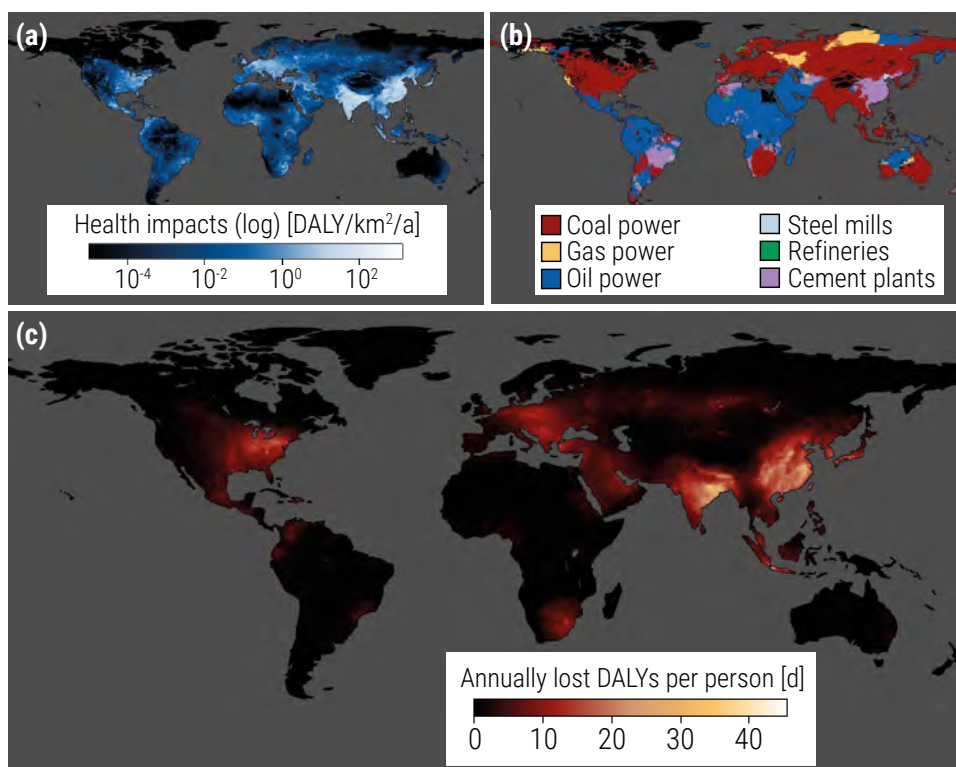 (a)
Health impacts (log) [DALY/km²/a]
10⁻⁴ 10⁻² 10⁰ 10²
(b)
Coal power Steel mills
Gas power Refineries
Oil power Cement plants
(c)
Annually lost DALYs per person [d]
0 10 20 30 40